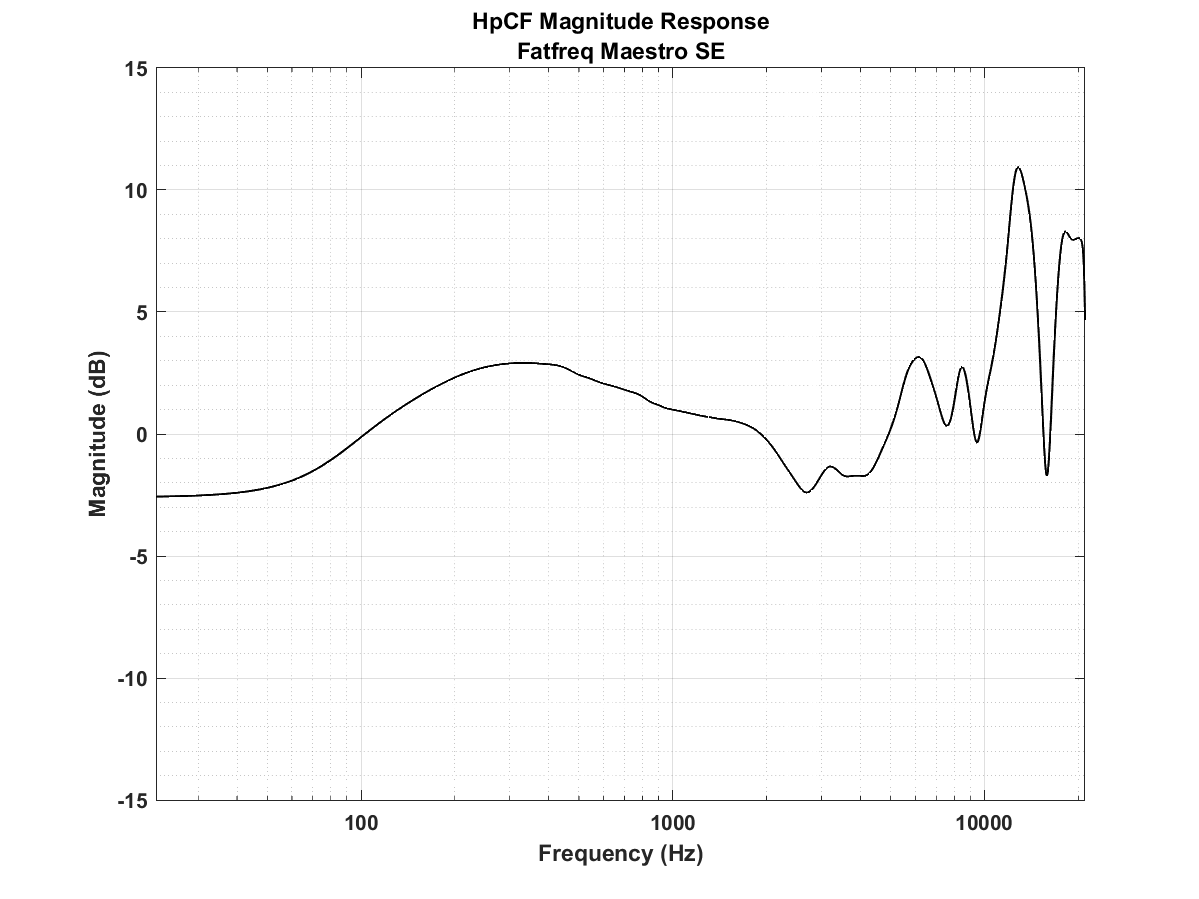 HpCF Magnitude Response
Fatfreq Maestro SE
15
10
5
0
-5
-10
-15
Magnitude (dB)
100
1000
10000
Frequency (Hz)